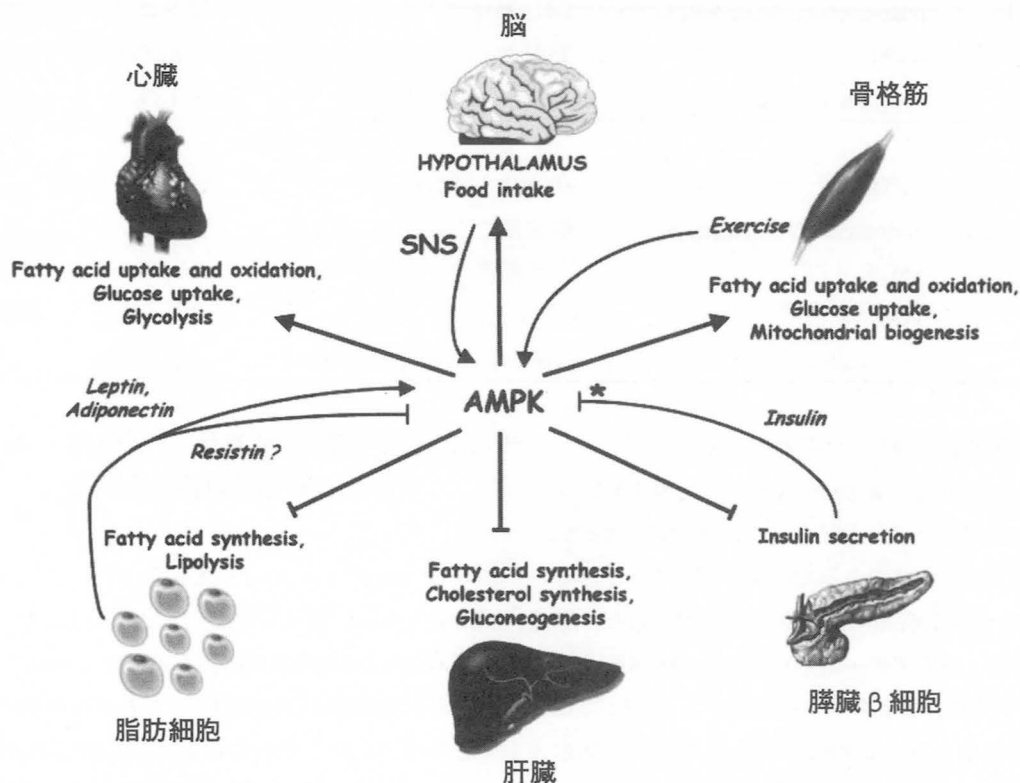 脳
心臓
骨格筋
HYPOTHALAMUS
Food intake
Exercise
SNS
Fatty acid uptake and oxidation,
Glucose uptake,
Glycolysis
Fatty acid uptake and oxidation,
Glucose uptake,
Mitochondrial biogenesis
Leptin,
Adiponectin
AMPK
*
Insulin
Resistin ?
Fatty acid synthesis,
Lipolysis
Insulin secretion
Fatty acid synthesis,
Cholesterol synthesis,
Gluconeogenesis
脂肪細胞
膵臓 β 細胞
肝臓